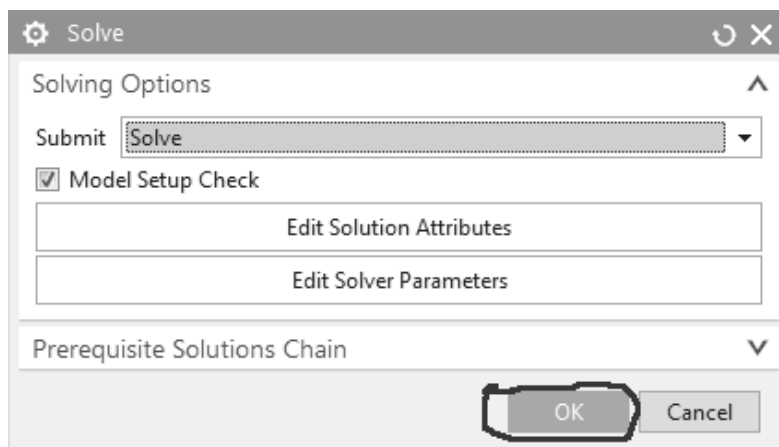 Solve
Solving Options
Submit Solve
Model Setup Check
Edit Solution Attributes
Edit Solver Parameters
Prerequisite Solutions Chain
OK Cancel